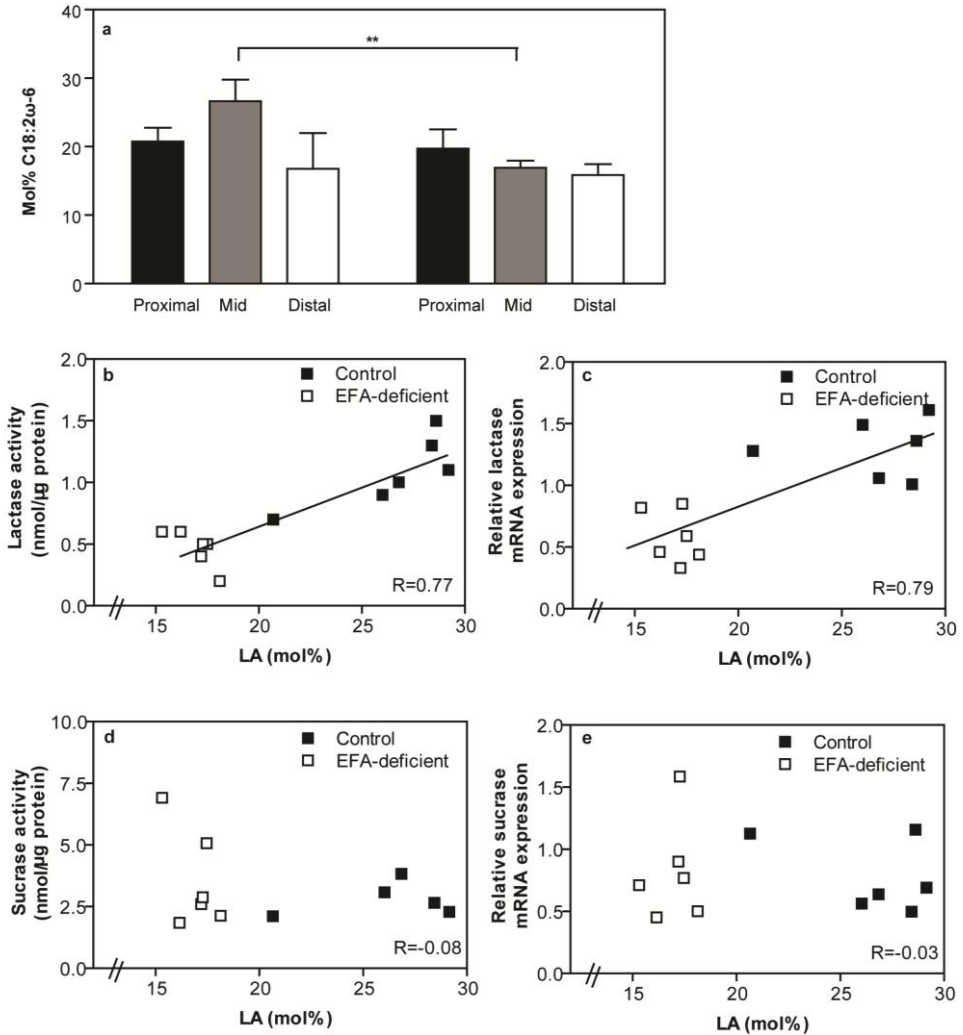 40
a
**
30
20
10
0
Mol% C18:2ω-6
Proximal Mid Distal Proximal Mid Distal
2.0
b
Control
EFA-deficient
1.5
1.0
0.5
0.0
Lactase activity
(nmol/µg protein)
R=0.77
15 20 25 30
LA (mol%)
2.0
c
Control
EFA-deficient
1.5
1.0
0.5
0.0
Relative lactase
mRNA expression
R=0.79
15 20 25 30
LA (mol%)
10.0
d
Control
EFA-deficient
7.5
5.0
2.5
0.0
Sucrase activity
(nmol/µg protein)
R=-0.08
15 20 25 30
LA (mol%)
2.0
e
Control
EFA-deficient
1.5
1.0
0.5
0.0
Relative sucrase
mRNA expression
R=-0.03
15 20 25 30
LA (mol%)